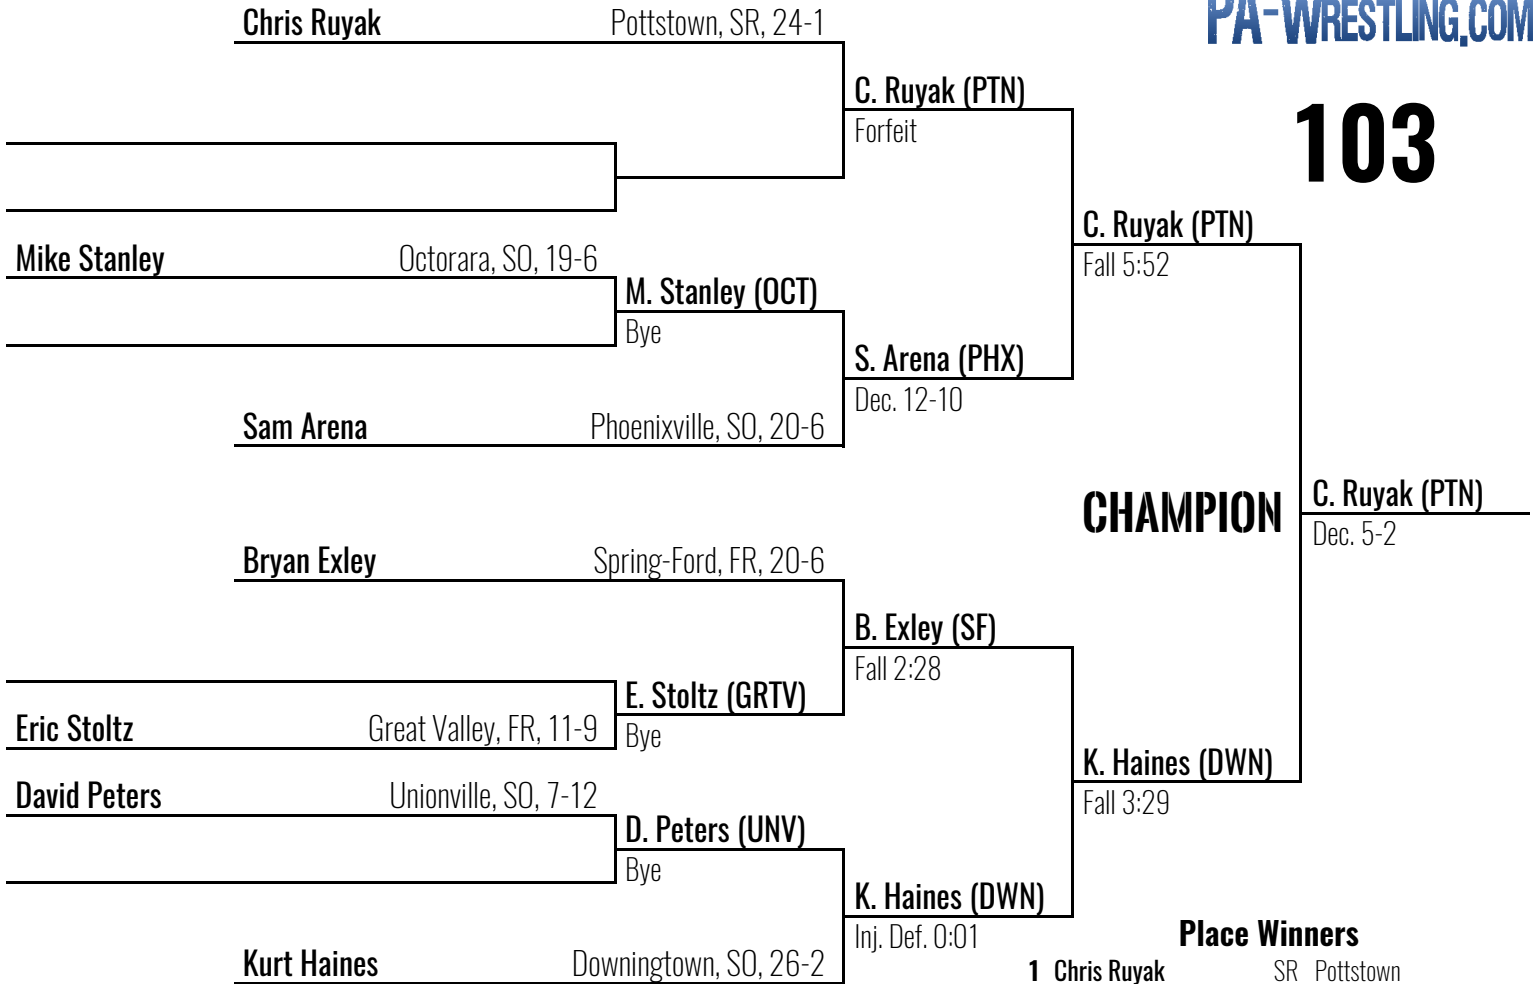 PA-WRESTLING.COM
Chris Ruyak Pottstown, SR, 24-1
C. Ruyak (PTN)
Forfeit
103
C. Ruyak (PTN)
Fall 5:52
Mike Stanley Octorara, SO, 19-6
M. Stanley (OCT)
Bye
S. Arena (PHX)
Dec. 12-10
Sam Arena Phoenixville, SO, 20-6
CHAMPION
C. Ruyak (PTN)
Dec. 5-2
Bryan Exley Spring-Ford, FR, 20-6
B. Exley (SF)
Fall 2:28
E. Stoltz (GRTV)
Eric Stoltz Great Valley, FR, 11-9
Bye
K. Haines (DWN)
Fall 3:29
David Peters Unionville, SO, 7-12
D. Peters (UNV)
Bye
K. Haines (DWN)
Inj. Def. 0:01
Kurt Haines Downingtown, SO, 26-2
Place Winners
1 Chris Ruyak SR Pottstown